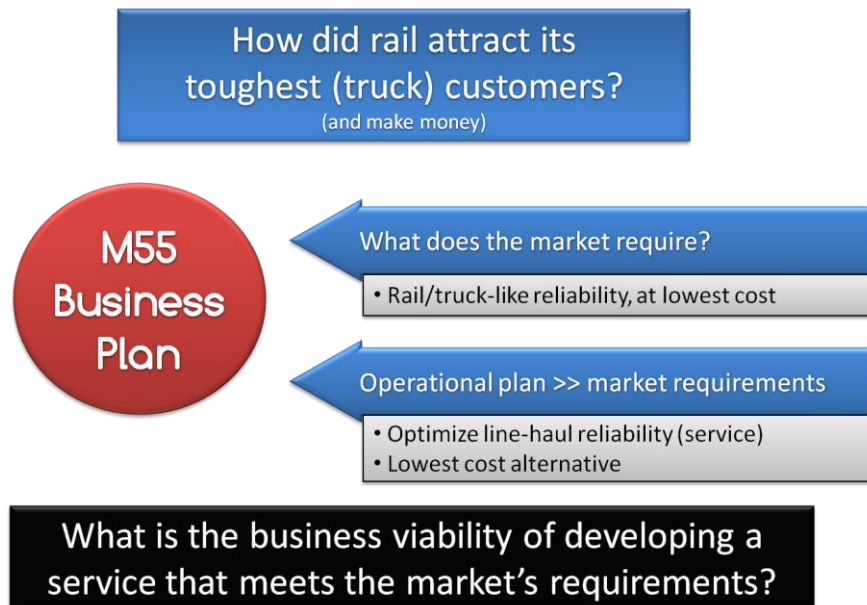 How did rail attract its
toughest (truck) customers?
(and make money)
M55
Business
Plan
What does the market require?
• Rail/truck-like reliability, at lowest cost
Operational plan >> market requirements
• Optimize line-haul reliability (service)
• Lowest cost alternative
What is the business viability of developing a
service that meets the market’s requirements?